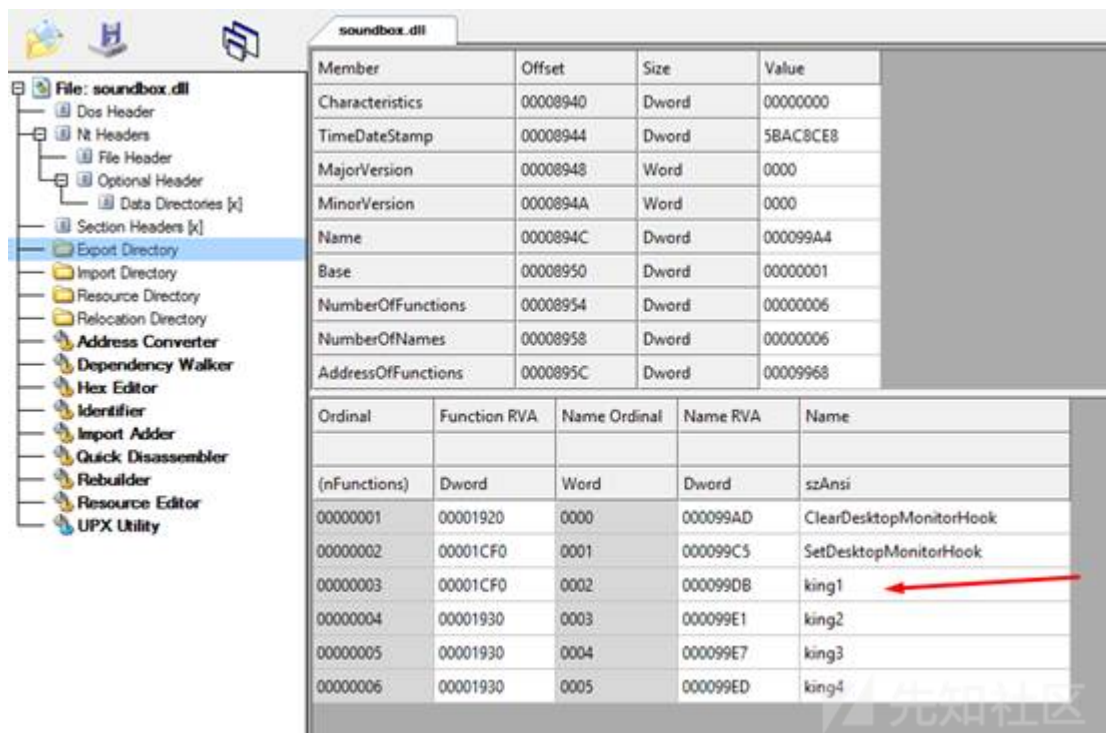 soundbox.dll
File: soundbox.dll
Dos Header
Nt Headers
File Header
Optional Header
Data Directories [x]
Section Headers [x]
Export Directory
Import Directory
Resource Directory
Relocation Directory
Address Converter
Dependency Walker
Hex Editor
Identifier
Import Adder
Quick Disassembler
Rebuilder
Resource Editor
UPX Utility
Member Offset Size Value
Characteristics 00008940 Dword 00000000
TimeDateStamp 00008944 Dword 5BAC8CE8
MajorVersion 00008948 Word 0000
MinorVersion 0000894A Word 0000
Name 0000894C Dword 000099A4
Base 00008950 Dword 00000001
NumberOfFunctions 00008954 Dword 00000006
NumberOfNames 00008958 Dword 00000006
AddressOfFunctions 0000895C Dword 00009968
Ordinal Function RVA Name Ordinal Name RVA Name
(nFunctions) Dword Word Dword szAnsi
00000001 00001920 0000 000099AD ClearDesktopMonitorHook
00000002 00001CF0 0001 000099C5 SetDesktopMonitorHook
00000003 00001CF0 0002 000099DB king1
00000004 00001930 0003 000099E1 king2
00000005 00001930 0004 000099E7 king3
00000006 00001930 0005 000099ED king4
先知社区